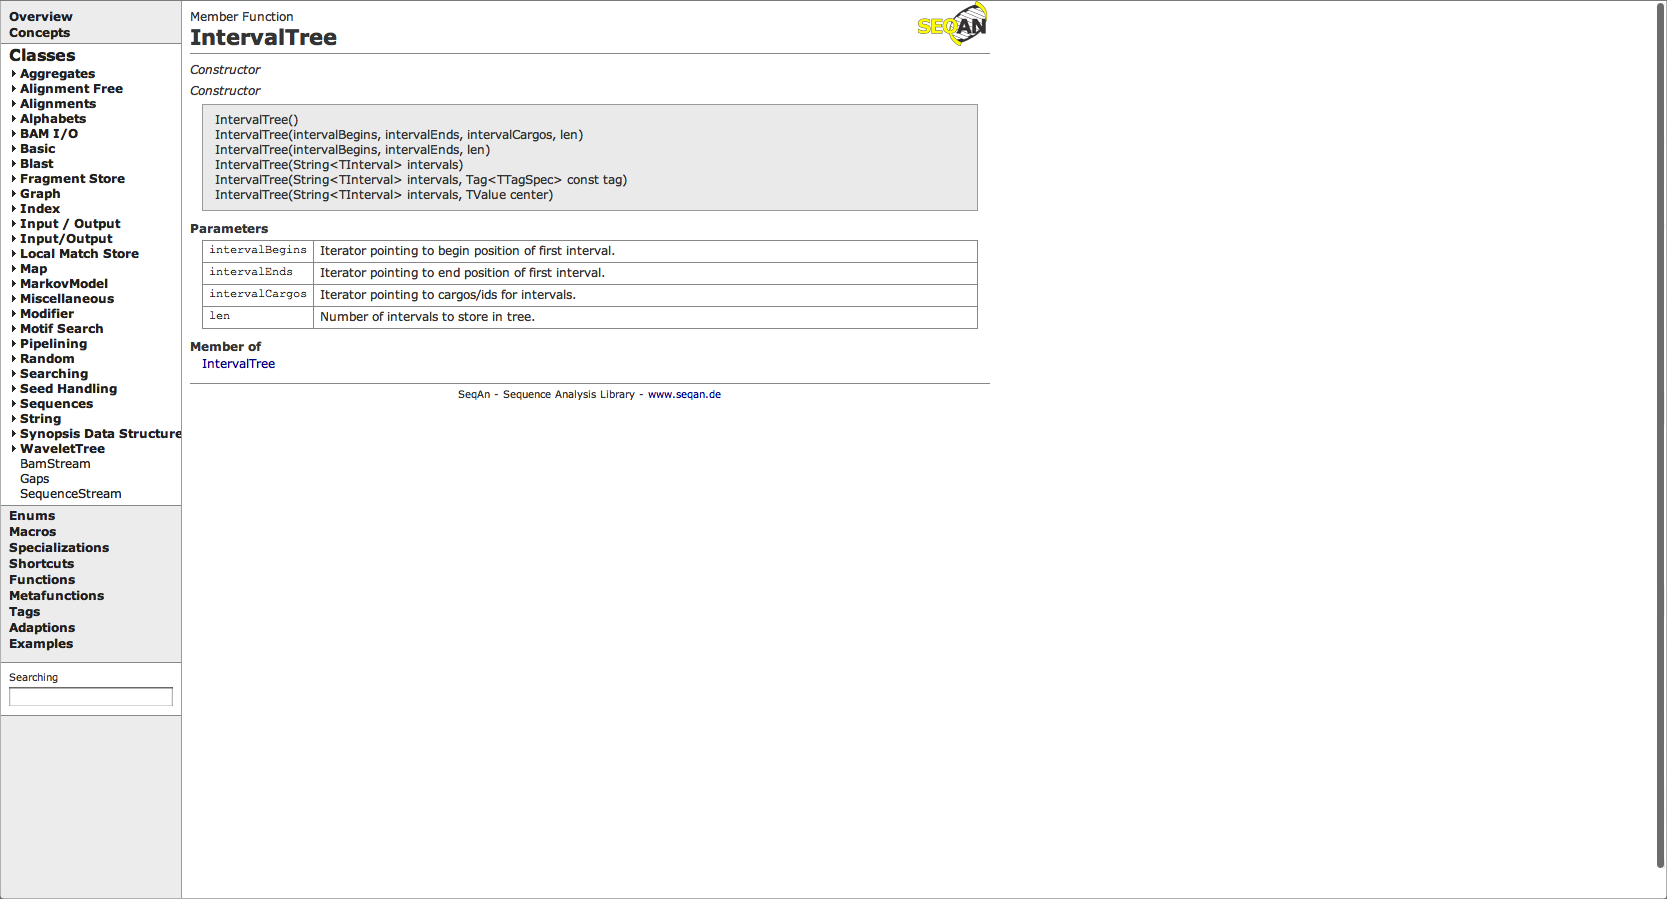 Overview
Concepts
Classes
Aggregates
Alignment Free
Alignments
Alphabets
BAM I/O
Basic
Blast
Fragment Store
Graph
Index
Input / Output
Input/Output
Local Match Store
Map
MarkovModel
Miscellaneous
Modifier
Motif Search
Pipelining
Random
Searching
Seed Handling
Sequences
String
Synopsis Data Structure
WaveletTree
BamStream
Gaps
SequenceStream
Enums
Macros
Specializations
Shortcuts
Functions
Metafunctions
Tags
Adaptions
Examples
Searching
Member Function
IntervalTree
SEQAN
Constructor
Constructor
IntervalTree()
IntervalTree(intervalBegins, intervalEnds, intervalCargos, len)
IntervalTree(intervalBegins, intervalEnds, len)
IntervalTree(String<TInterval> intervals)
IntervalTree(String<TInterval> intervals, Tag<TTagSpec> const tag)
IntervalTree(String<TInterval> intervals, TValue center)
Parameters
intervalBegins Iterator pointing to begin position of first interval.
intervalEnds Iterator pointing to end position of first interval.
intervalCargos Iterator pointing to cargos/ids for intervals.
len Number of intervals to store in tree.
Member of
IntervalTree
SeqAn - Sequence Analysis Library - www.seqan.de